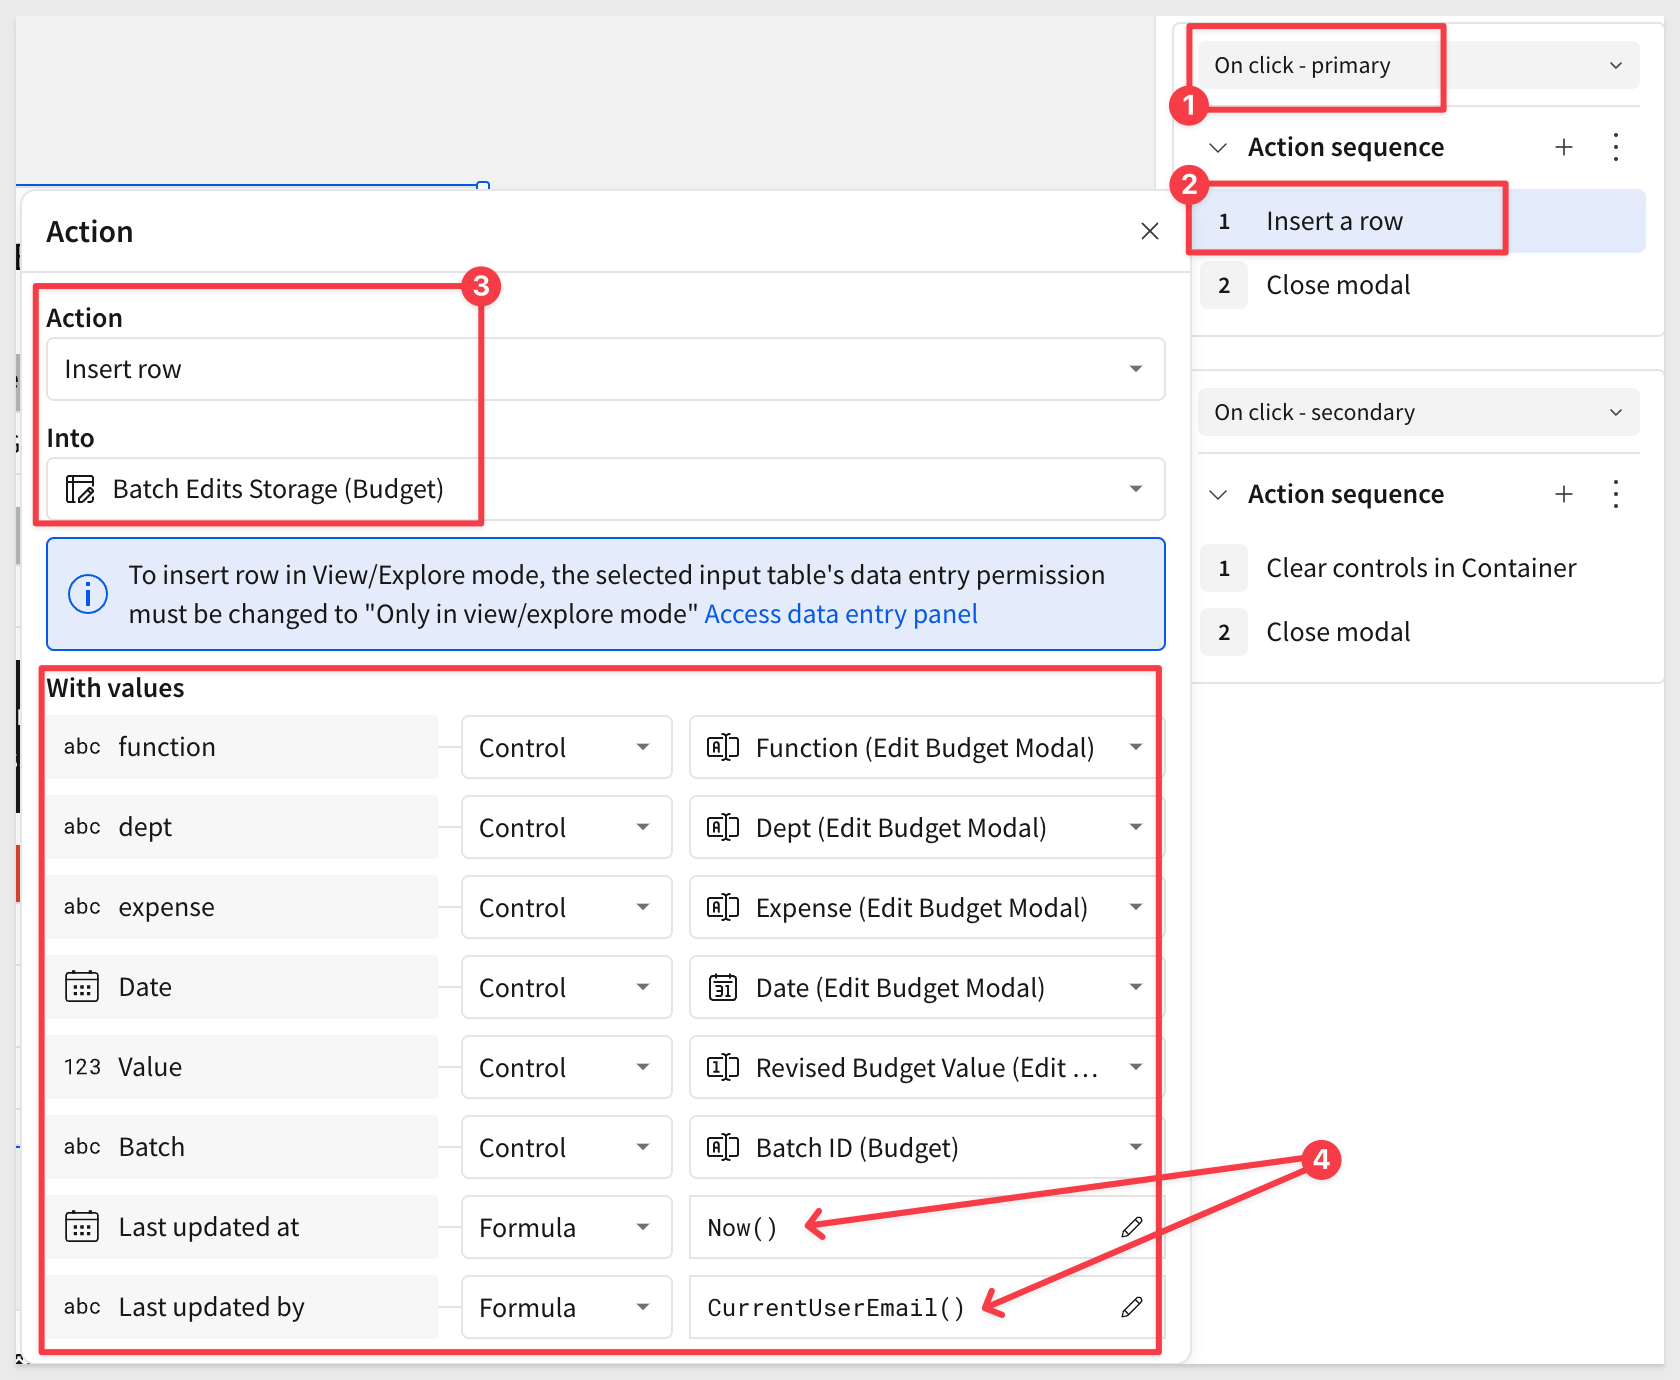 On click - primary
1
Action sequence
2
1 Insert a row
2 Close modal
On click - secondary
Action sequence
1 Clear controls in Container
2 Close modal
Action
3
Action
Insert row
Into
Batch Edits Storage (Budget)
To insert row in View/Explore mode, the selected input table's data entry permission
must be changed to "Only in view/explore mode" Access data entry panel
With values
abc function Control Function (Edit Budget Modal)
abc dept Control Dept (Edit Budget Modal)
abc expense Control Expense (Edit Budget Modal)
Date Control 31 Date (Edit Budget Modal)
123 Value Control Revised Budget Value (Edit ...
abc Batch Control Batch ID (Budget)
4
Last updated at Formula Now()
abc Last updated by Formula CurrentUserEmail()